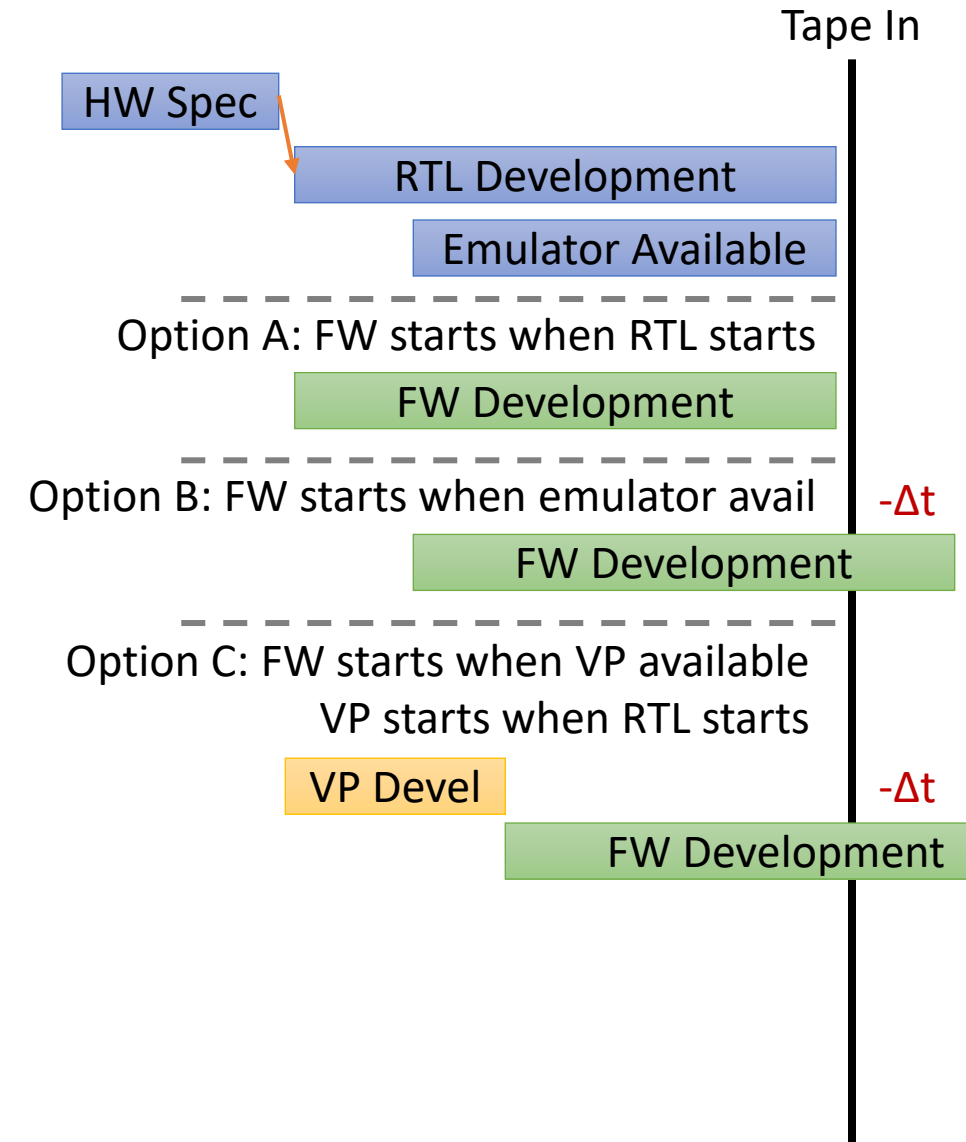 Tape In
HW Spec
RTL Development
Emulator Available
Option A: FW starts when RTL starts
FW Development
Option B: FW starts when emulator avail
-Δt
FW Development
Option C: FW starts when VP available
VP starts when RTL starts
VP Devel
-Δt
FW Development